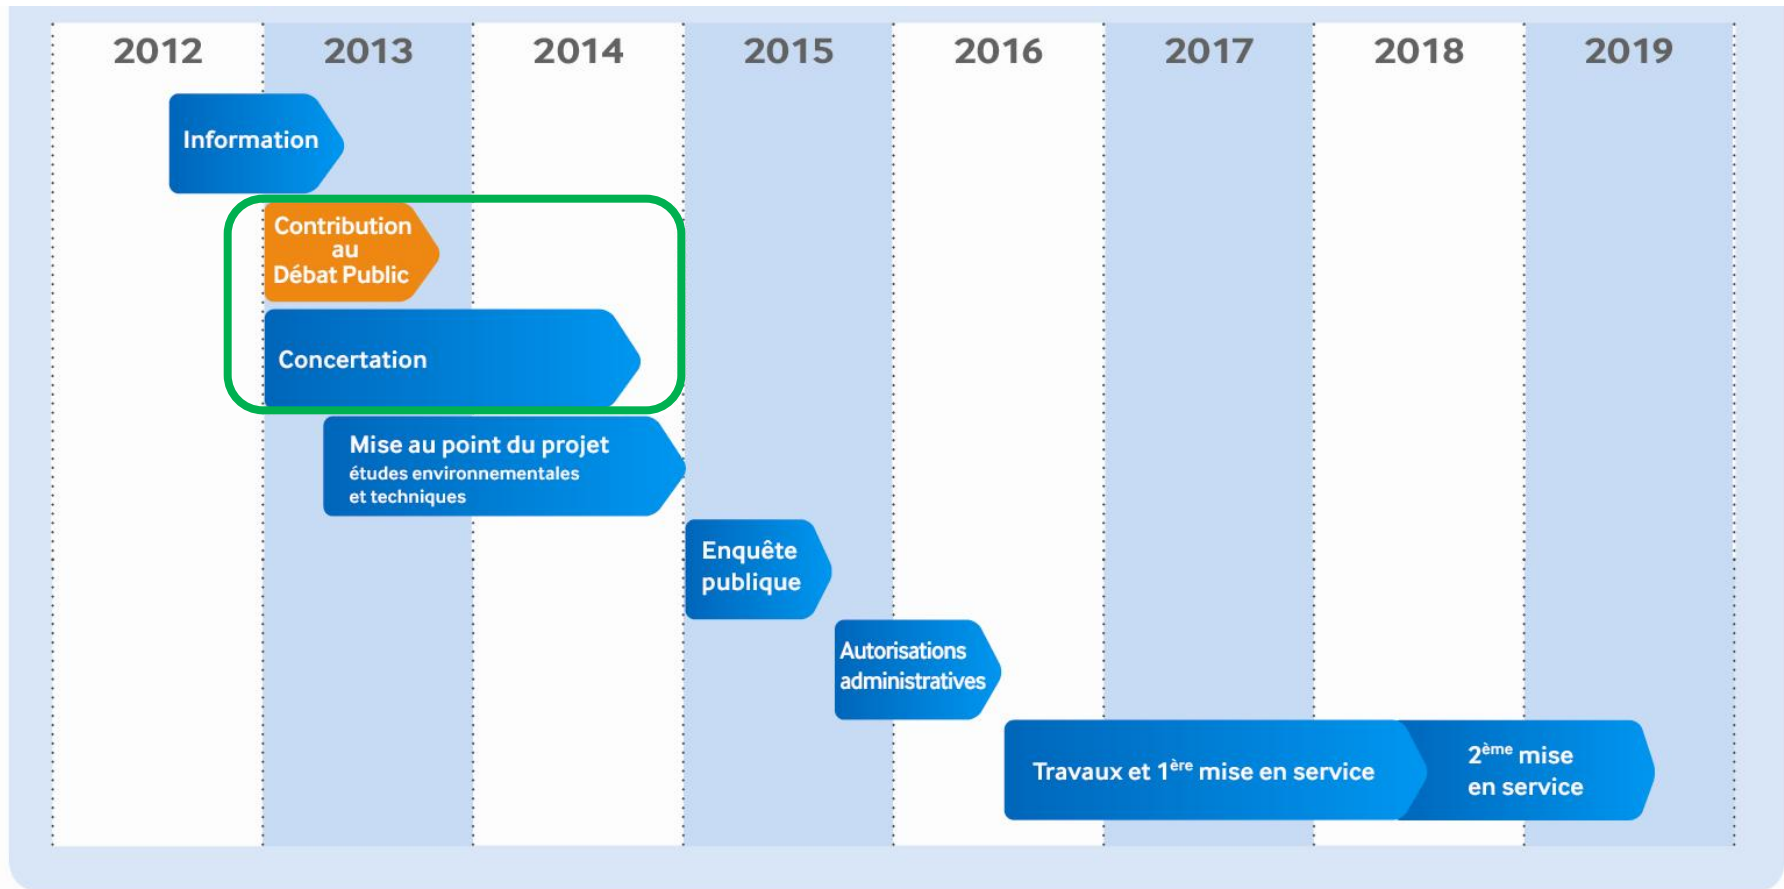 2012 2013 2014 2015 2016 2017 2018 2019
Information
Contribution
au
Débat Public
Concertation
Mise au point du projet
études environnementales
et techniques
Enquête
publique
Autorisations
administratives
Travaux et 1ère mise en service
2ème mise
en service